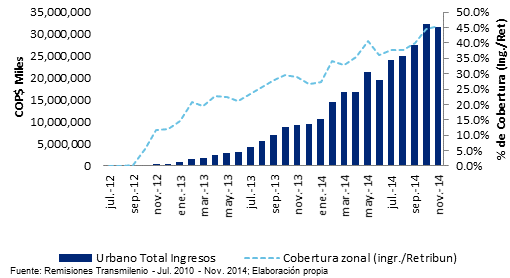 35,000,000
30,000,000
25,000,000
20,000,000
15,000,000
10,000,000
5,000,000
0
COP$ Miles
50.0%
45.0%
40.0%
35.0%
30.0%
25.0%
20.0%
15.0%
10.0%
5.0%
0.0%
% de Cobertura (Ing./Ret)
jul.-12
sep.-12
nov.-12
ene.-13
mar.-13
may.-13
jul.-13
sep.-13
nov.-13
ene.-14
mar.-14
may.-14
jul.-14
sep.-14
nov.-14
Urbano Total Ingresos
Cobertura zonal (ingr./Retribun)
Fuente: Remisiones Transmilenio - Jul. 2010 - Nov. 2014; Elaboración propia